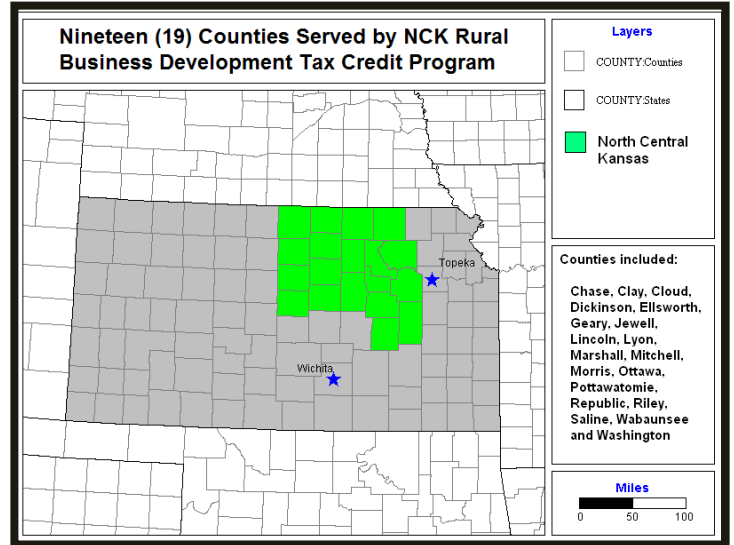 Nineteen (19) Counties Served by NCK Rural
Business Development Tax Credit Program
Layers
COUNTY:Counties
COUNTY:States
North Central
Kansas
Topeka
Wichita
Counties included:
Chase, Clay, Cloud,
Dickinson, Ellsworth,
Geary, Jewell,
Lincoln, Lyon,
Marshall, Mitchell,
Morris, Ottawa,
Pottawatomie,
Republic, Riley,
Saline, Wabaunsee
and Washington
Miles
0 50 100